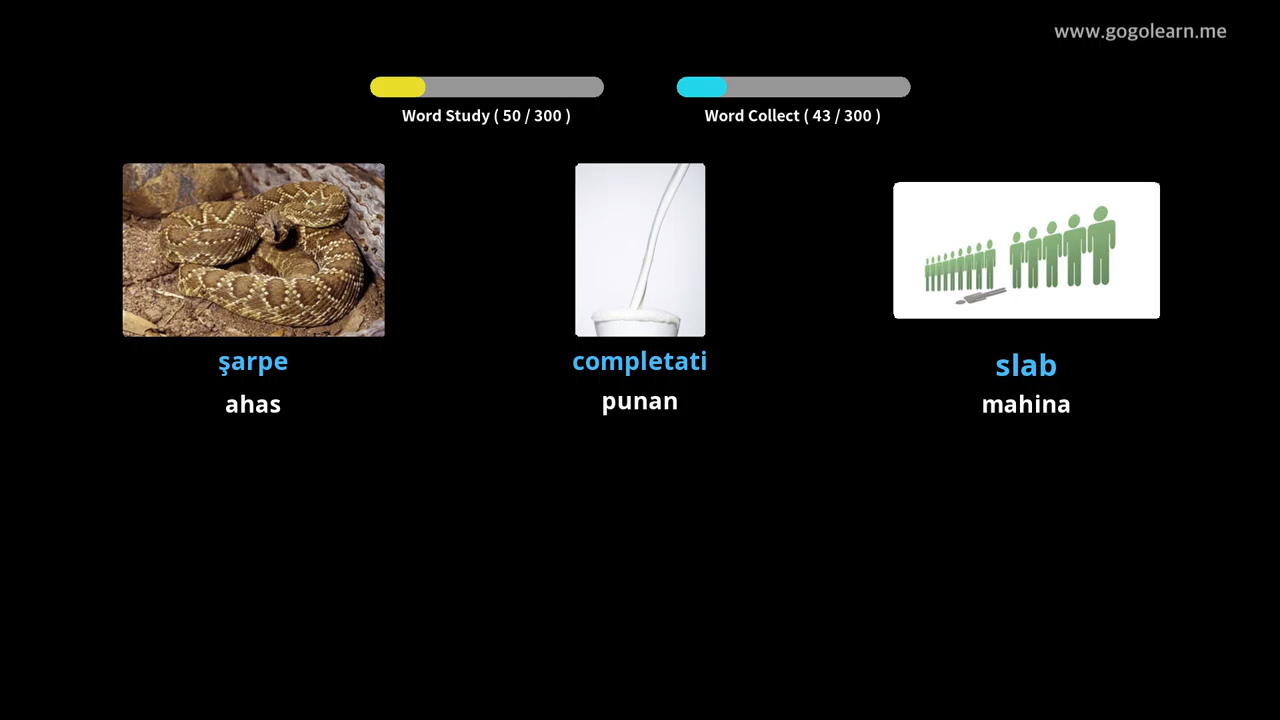 www.gogolearn.me
Word Study ( 50 / 300 )
Word Collect ( 43 / 300 )
şarpe
completati
slab
ahas
punan
mahina